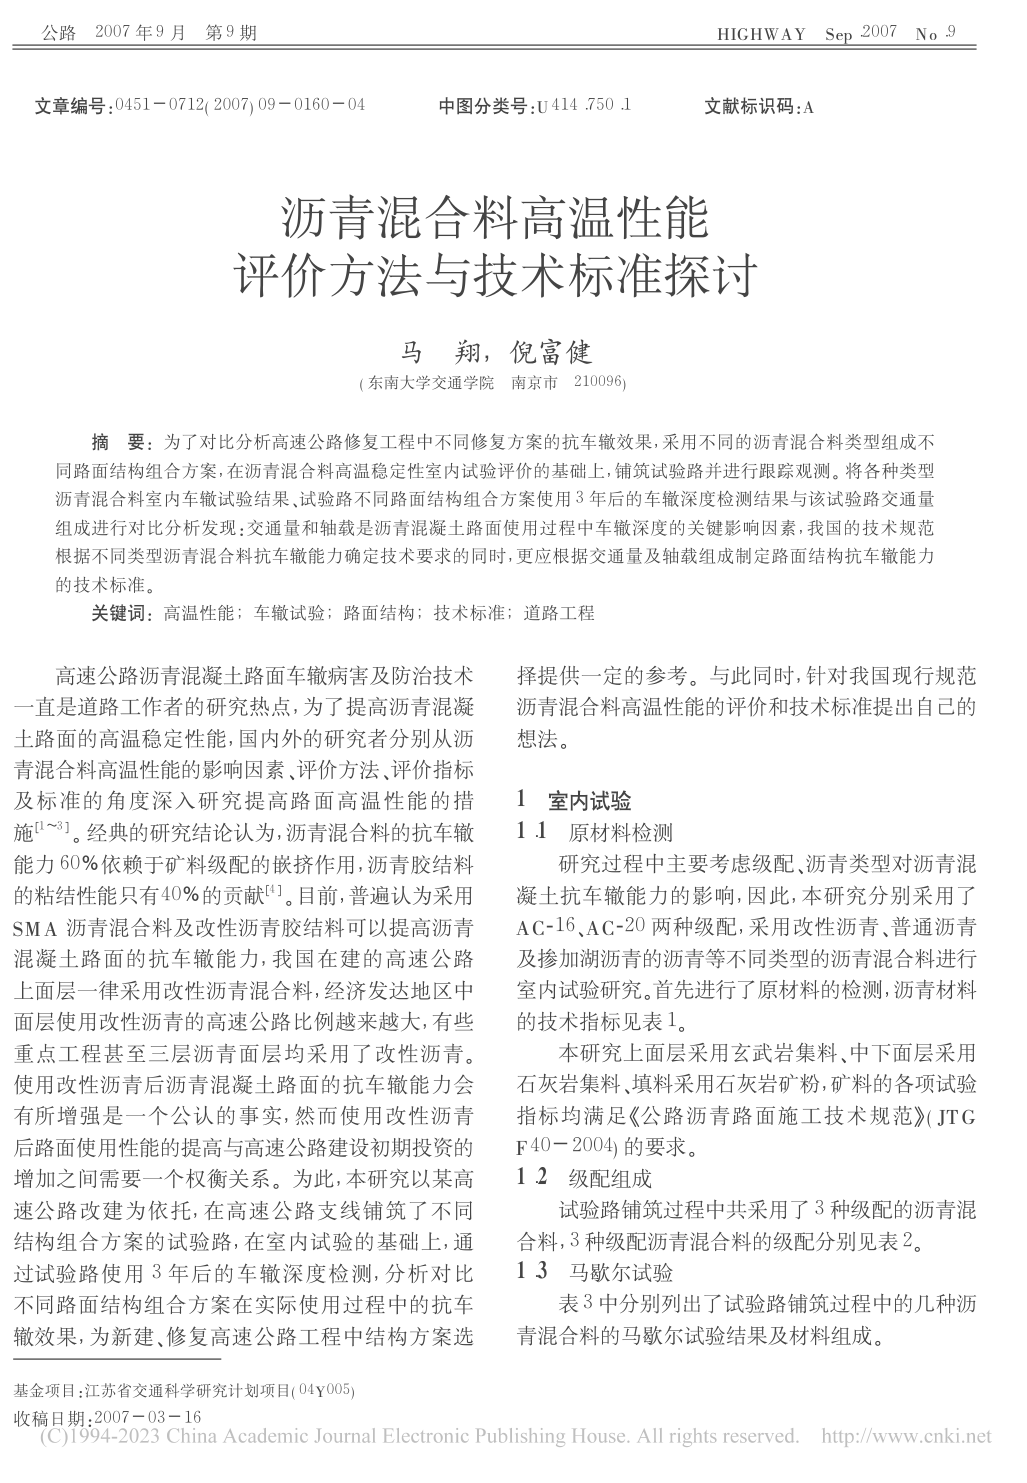 公路　2007年9月　第9期
HIGHWAY　Sep .2007　No .9
文章编号:0451-0712(2007)09-0160-04　中图分类号:U414 .750 .1　文献标识码:A
沥青混合料高温性能
评价方法与技术标准探讨
马　翔, 倪富健
(东南大学交通学院　南京市　210096)
摘　要: 为了对比分析高速公路修复工程中不同修复方案的抗车辙效果,采用不同的沥青混合料类型组成不
同路面结构组合方案,在沥青混合料高温稳定性室内试验评价的基础上,铺筑试验路并进行跟踪观测。将各种类型
沥青混合料室内车辙试验结果、试验路不同路面结构组合方案使用3年后的车辙深度检测结果与该试验路交通量
组成进行对比分析发现:交通量和轴载是沥青混凝土路面使用过程中车辙深度的关键影响因素,我国的技术规范
根据不同类型沥青混合料抗车辙能力确定技术要求的同时,更应根据交通量及轴载组成制定路面结构抗车辙能力
的技术标准。
关键词: 高温性能; 车辙试验; 路面结构; 技术标准; 道路工程
高速公路沥青混凝土路面车辙病害及防治技术
一直是道路工作者的研究热点,为了提高沥青混凝
土路面的高温稳定性能,国内外的研究者分别从沥
青混合料高温性能的影响因素、评价方法、评价指标
及标准的角度深入研究提高路面高温性能的措
施[1~3]。经典的研究结论认为,沥青混合料的抗车辙
能力60%依赖于矿料级配的嵌挤作用,沥青胶结料
的粘结性能只有40%的贡献[4]。目前,普遍认为采用
SMA沥青混合料及改性沥青胶结料可以提高沥青
混凝土路面的抗车辙能力,我国在建的高速公路
上面层一律采用改性沥青混合料,经济发达地区中
面层使用改性沥青的高速公路比例越来越大,有些
重点工程甚至三层沥青面层均采用了改性沥青。
使用改性沥青后沥青混凝土路面的抗车辙能力会
有所增强是一个公认的事实,然而使用改性沥青
后路面使用性能的提高与高速公路建设初期投资的
增加之间需要一个权衡关系。为此,本研究以某高
速公路改建为依托,在高速公路支线铺筑了不同
结构组合方案的试验路,在室内试验的基础上,通
过试验路使用3年后的车辙深度检测,分析对比
不同路面结构组合方案在实际使用过程中的抗车
辙效果,为新建、修复高速公路工程中结构方案选
基金项目:江苏省交通科学研究计划项目(04Y005)
收稿日期:2007-03-16
择提供一定的参考。与此同时,针对我国现行规范
沥青混合料高温性能的评价和技术标准提出自己的
想法。
1　室内试验
1 .1　原材料检测
研究过程中主要考虑级配、沥青类型对沥青混
凝土抗车辙能力的影响,因此,本研究分别采用了
AC-16、AC-20两种级配,采用改性沥青、普通沥青
及掺加湖沥青的沥青等不同类型的沥青混合料进行
室内试验研究。首先进行了原材料的检测,沥青材料
的技术指标见表1。
本研究上面层采用玄武岩集料、中下面层采用
石灰岩集料、填料采用石灰岩矿粉,矿料的各项试验
指标均满足《公路沥青路面施工技术规范》(JTG
F40-2004)的要求。
1 .2　级配组成
试验路铺筑过程中共采用了3种级配的沥青混
合料,3种级配沥青混合料的级配分别见表2。
1 .3　马歇尔试验
表3中分别列出了试验路铺筑过程中的几种沥
青混合料的马歇尔试验结果及材料组成。
(C)1994-2023 China Academic Journal Electronic Publishing House. All rights reserved.　http://www.cnki.net